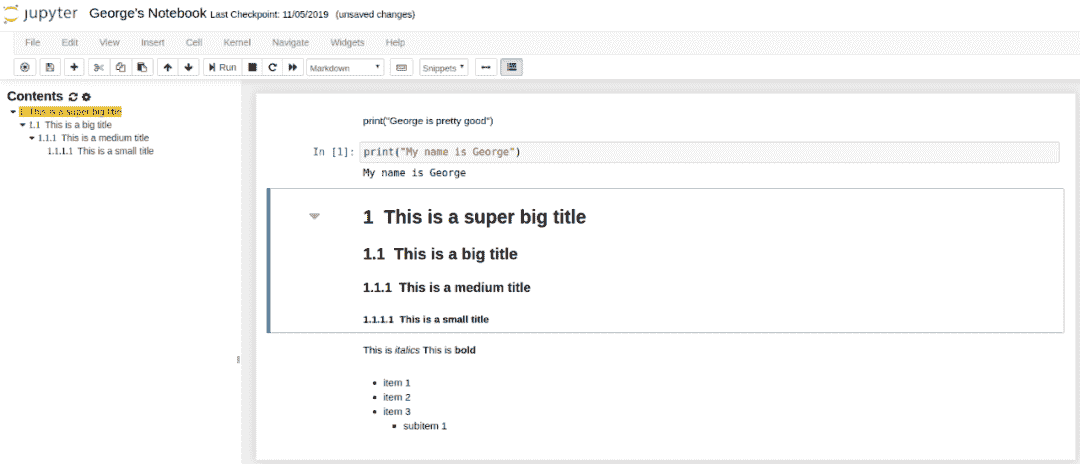 jupyter George's Notebook Last Checkpoint: 11/05/2019 (unsaved changes)
File Edit View Insert Cell Kernel Navigate Widgets Help
Run Markdown Snippets
Contents
1 This is a super big title
1.1 This is a big title
1.1.1 This is a medium title
1.1.1.1 This is a small title
print("George is pretty good")
In [1]: print("My name is George")
My name is George
1 This is a super big title
1.1 This is a big title
1.1.1 This is a medium title
1.1.1.1 This is a small title
This is italics This is bold
item 1
item 2
item 3
subitem 1